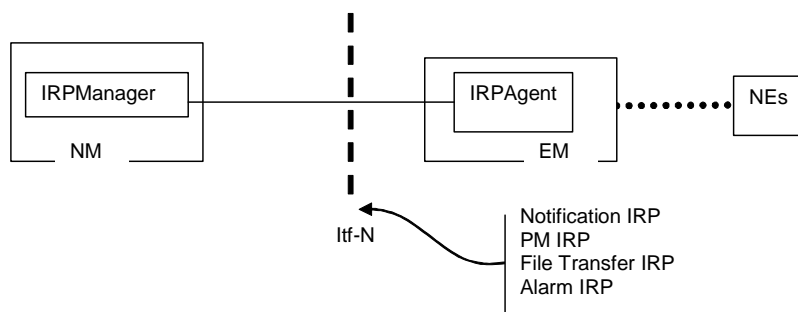 IRPManager
NM
IRPAgent
EM
NEs
Itf-N
Notification IRP
PM IRP
File Transfer IRP
Alarm IRP